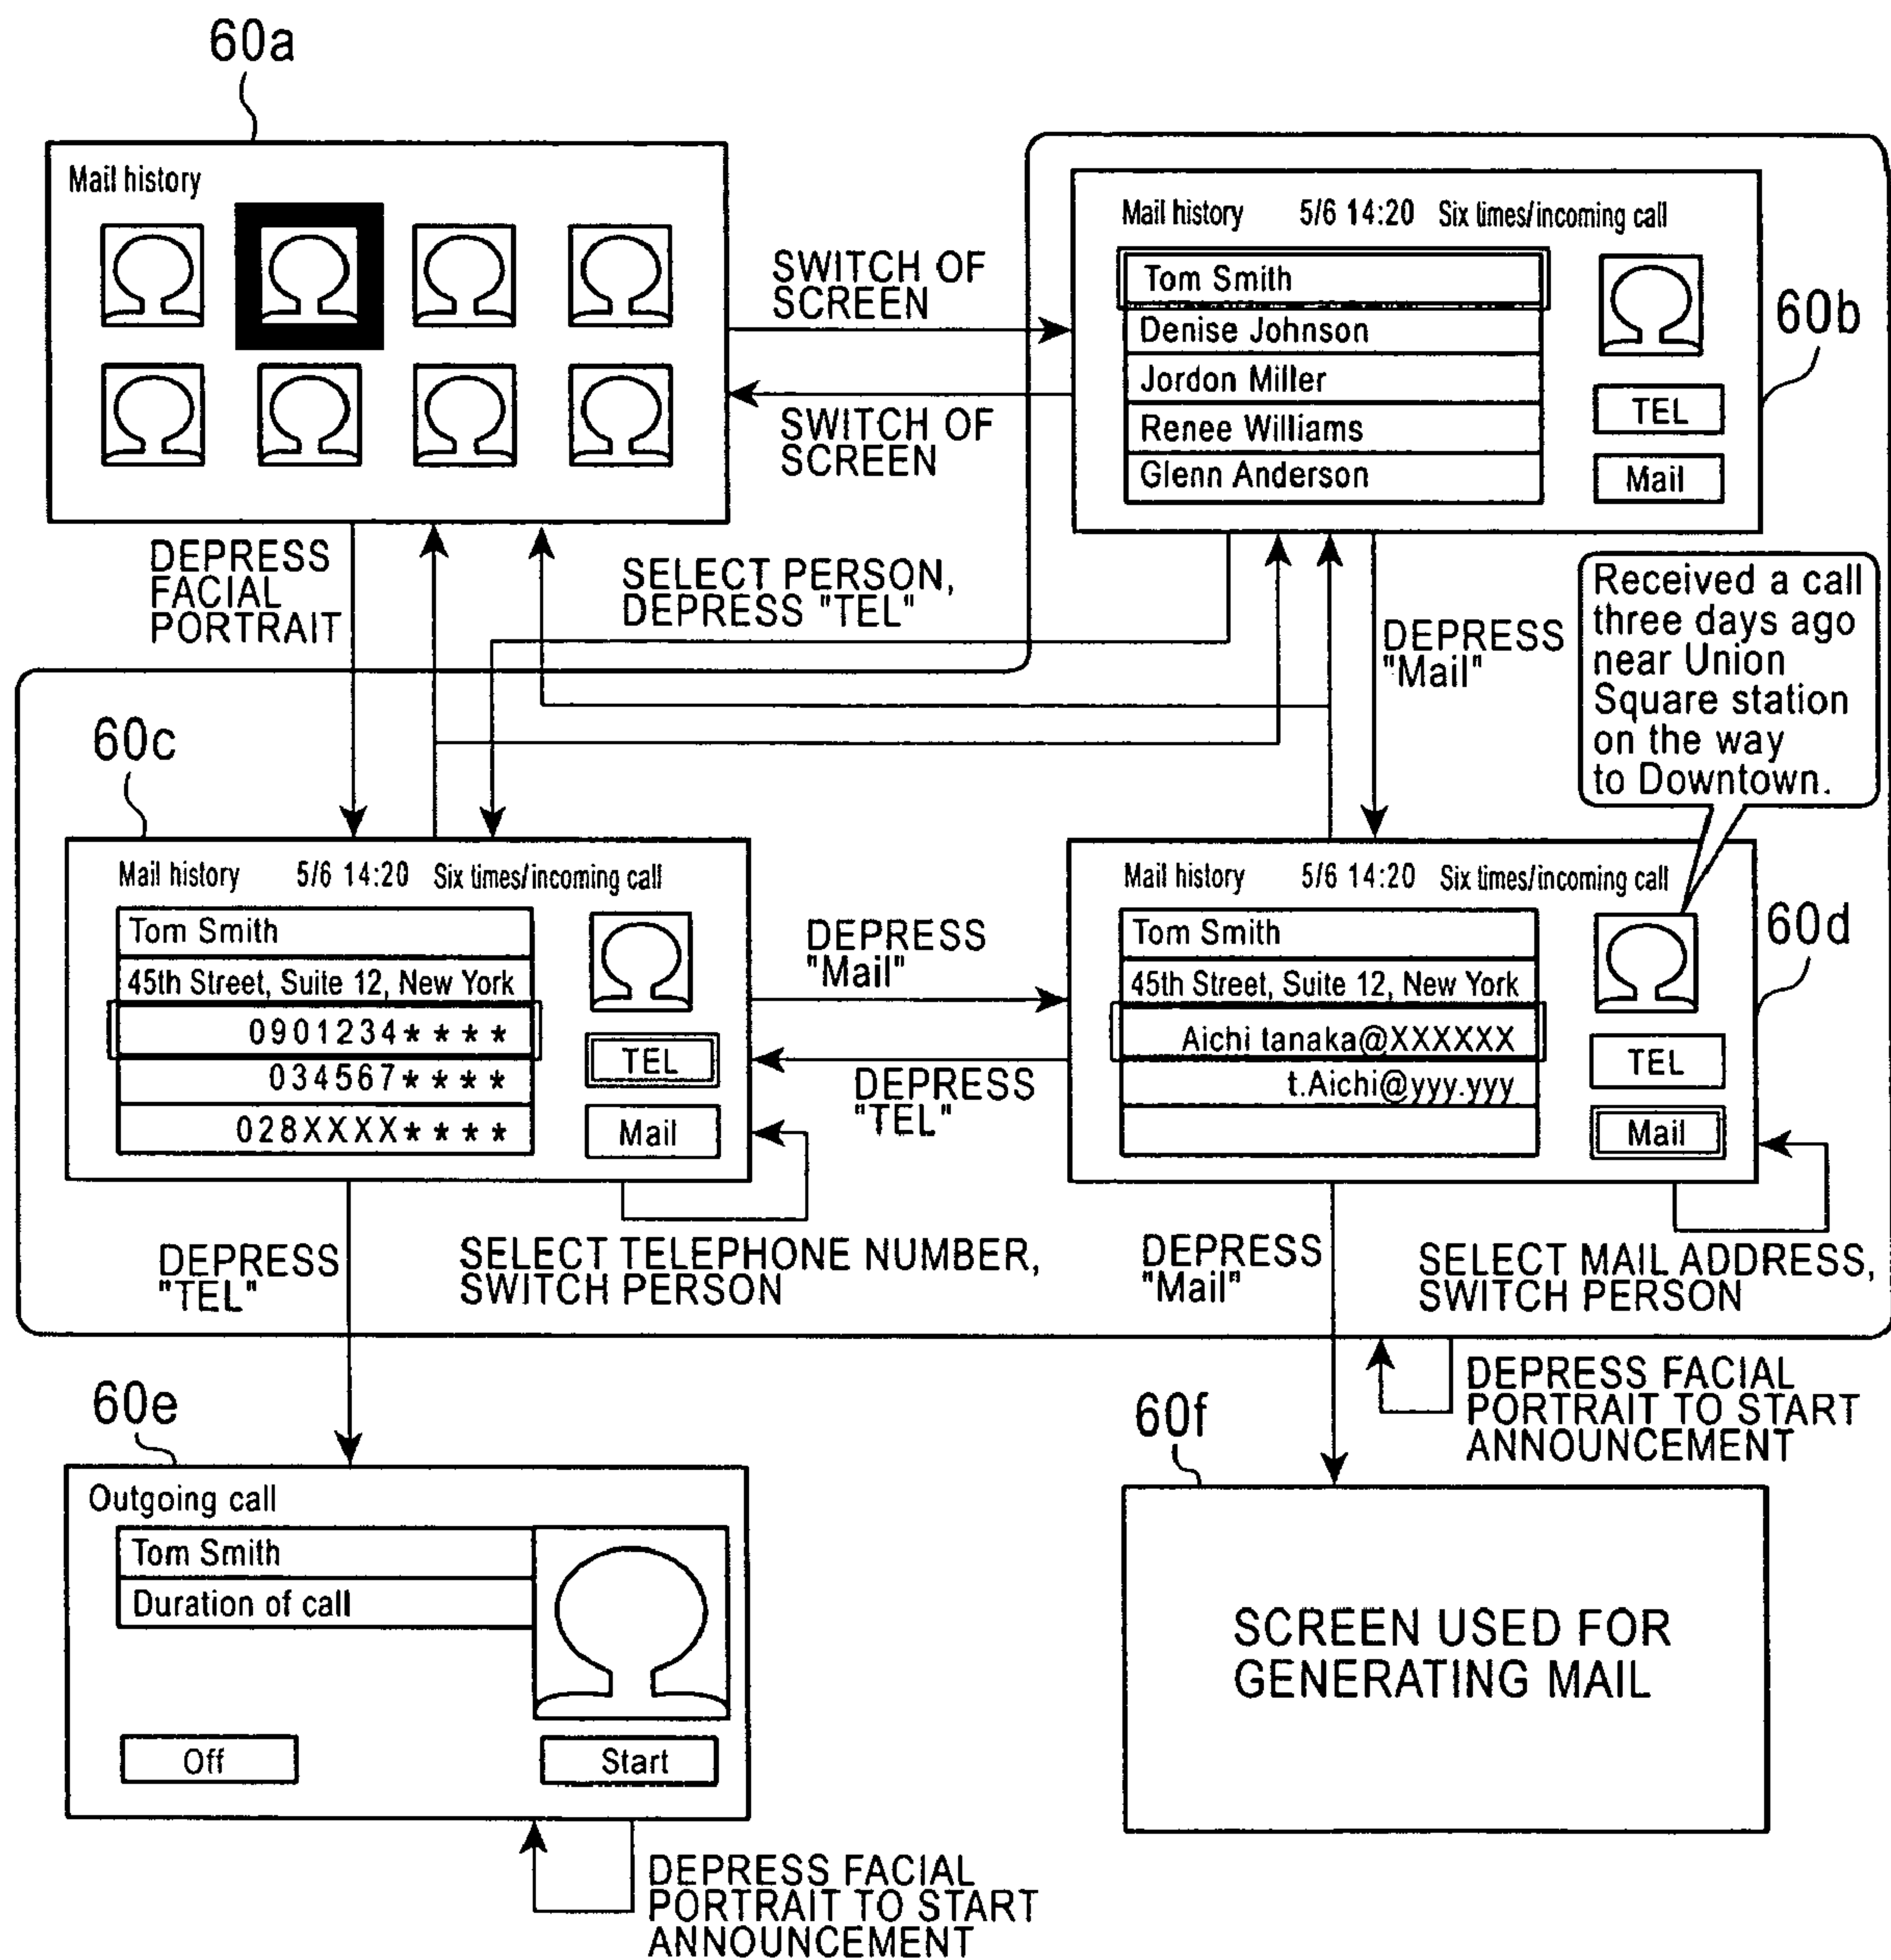 60a
Mail history
SWITCH OF
SCREEN
SWITCH OF
SCREEN
Mail history 5/6 14:20 Six times/incoming call
Tom Smith
Denise Johnson
Jordon Miller
Renee Williams
Glenn Anderson
TEL
Mail
60b
DEPRESS
FACIAL
PORTRAIT
SELECT PERSON,
DEPRESS "TEL"
DEPRESS
"Mail"
Received a call
three days ago
near Union
Square station
on the way
to Downtown.
60c
Mail history 5/6 14:20 Six times/incoming call
Tom Smith
45th Street, Suite 12, New York
0901234****
034567****
028XXXX****
TEL
Mail
DEPRESS
"Mail"
DEPRESS
"TEL"
Mail history 5/6 14:20 Six times/incoming call
Tom Smith
45th Street, Suite 12, New York
Aichi tanaka@XXXXXX
t.Aichi@yyy.yyy
TEL
Mail
60d
DEPRESS
"TEL"
SELECT TELEPHONE NUMBER,
SWITCH PERSON
DEPRESS
"Mail"
SELECT MAIL ADDRESS,
SWITCH PERSON
DEPRESS FACIAL
PORTRAIT TO START
ANNOUNCEMENT
60e
Outgoing call
Tom Smith
Duration of call
Off
Start
DEPRESS FACIAL
PORTRAIT TO START
ANNOUNCEMENT
60f
SCREEN USED FOR
GENERATING MAIL